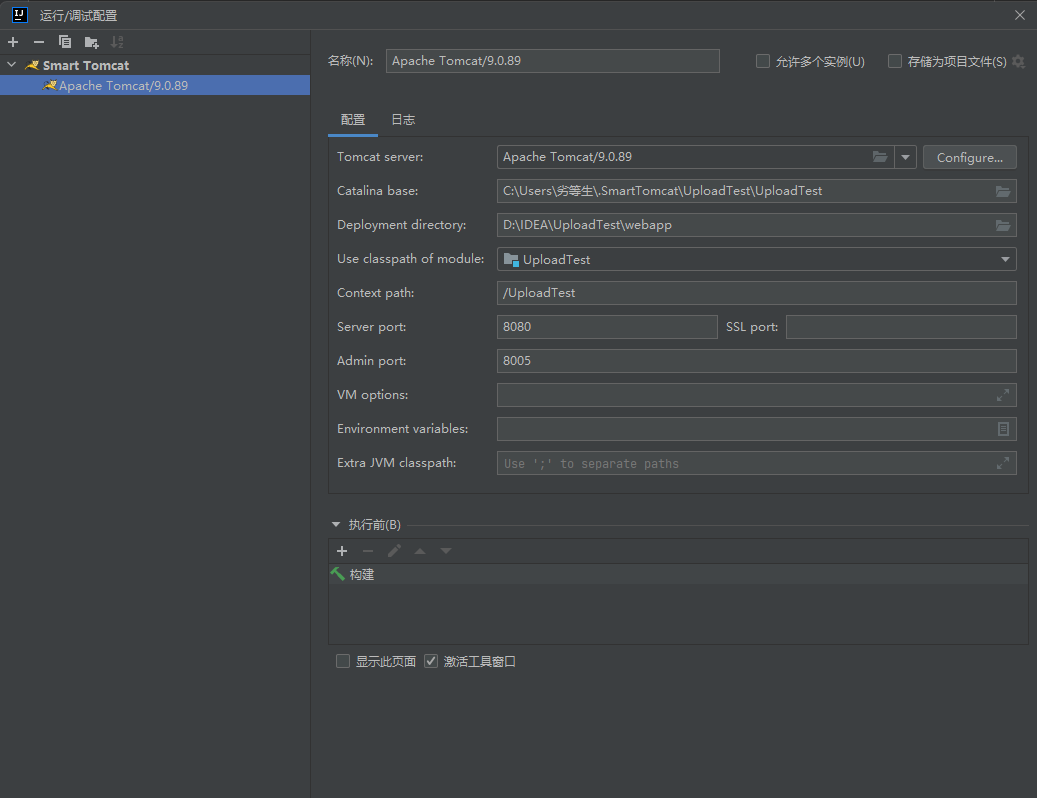 运行/调试配置
Smart Tomcat
Apache Tomcat/9.0.89
名称(N):
Apache Tomcat/9.0.89
允许多个实例(U)
存储为项目文件(S)
配置
日志
Tomcat server:
Apache Tomcat/9.0.89
Configure...
Catalina base:
C:\Users\劣等生\.SmartTomcat\UploadTest\UploadTest
Deployment directory:
D:\IDEA\UploadTest\webapp
Use classpath of module:
UploadTest
Context path:
/UploadTest
Server port:
8080
SSL port:
Admin port:
8005
VM options:
Environment variables:
Extra JVM classpath:
Use ';' to separate paths
执行前(B)
构建
显示此页面
激活工具窗口